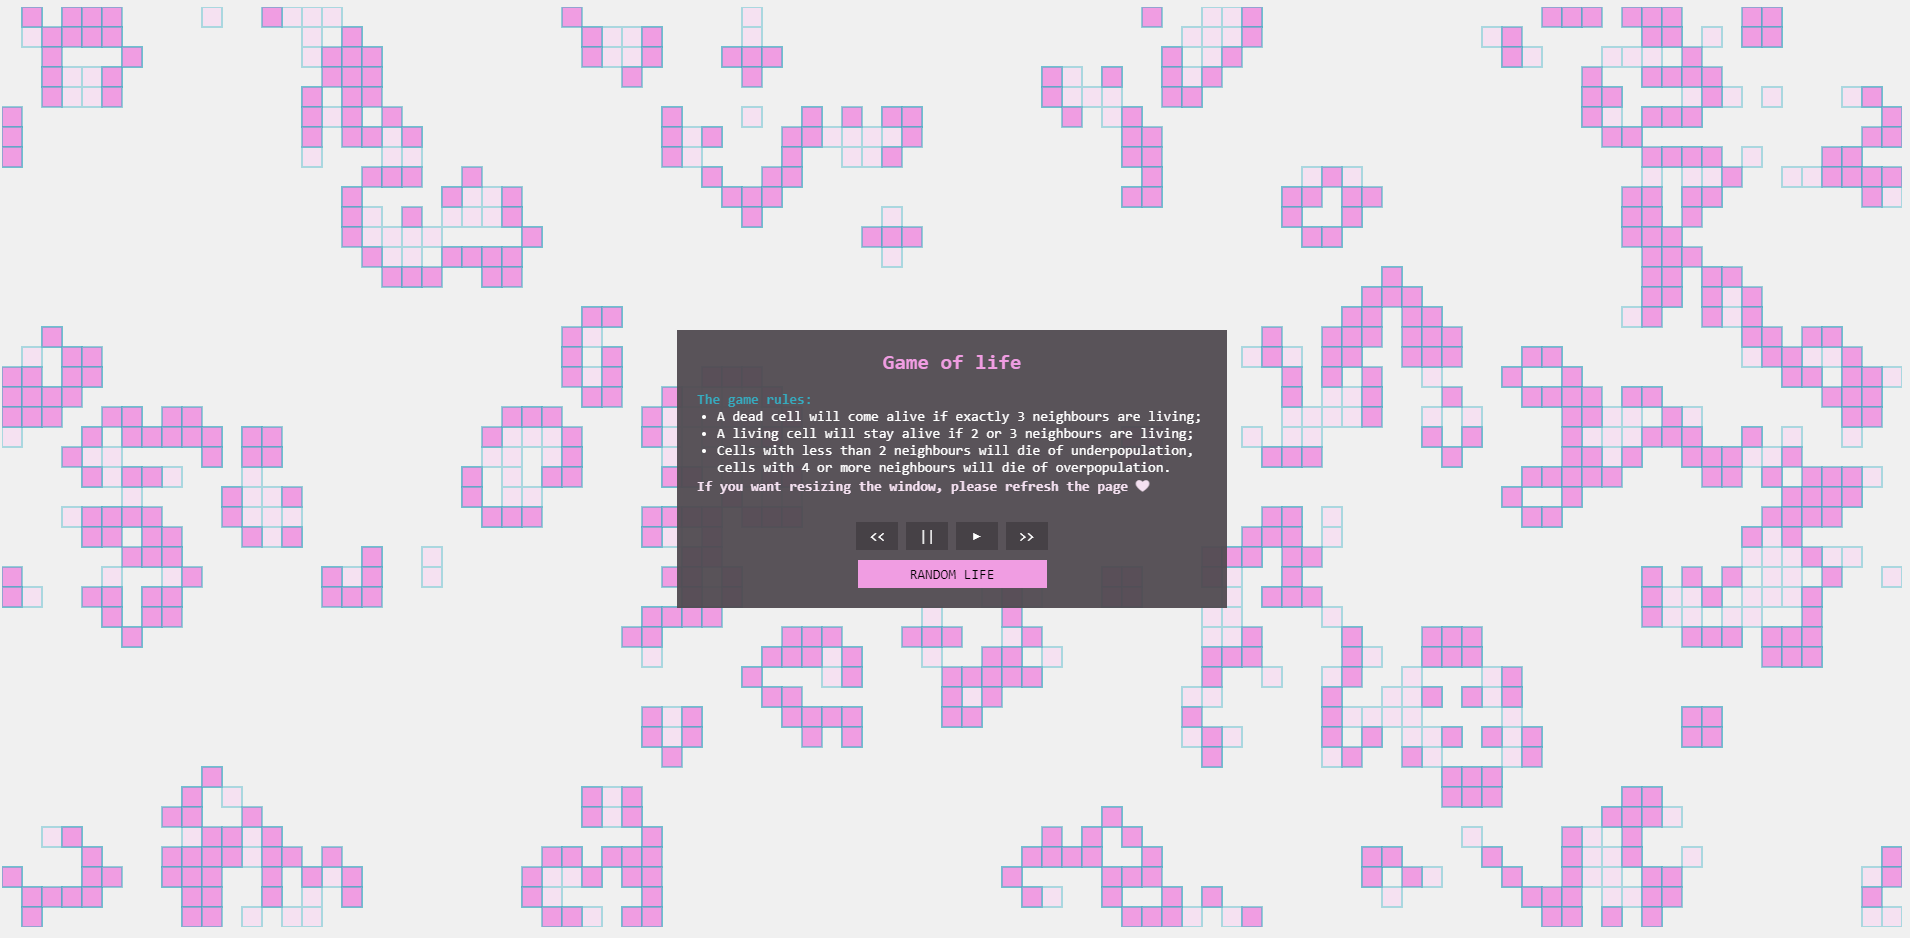 Game of life
The game rules:
• A dead cell will come alive if exactly 3 neighbours are living;
• A living cell will stay alive if 2 or 3 neighbours are living;
• Cells with less than 2 neighbours will die of underpopulation,
cells with 4 or more neighbours will die of overpopulation.
If you want resizing the window, please refresh the page 🤍
<< || ▶ >>
RANDOM LIFE